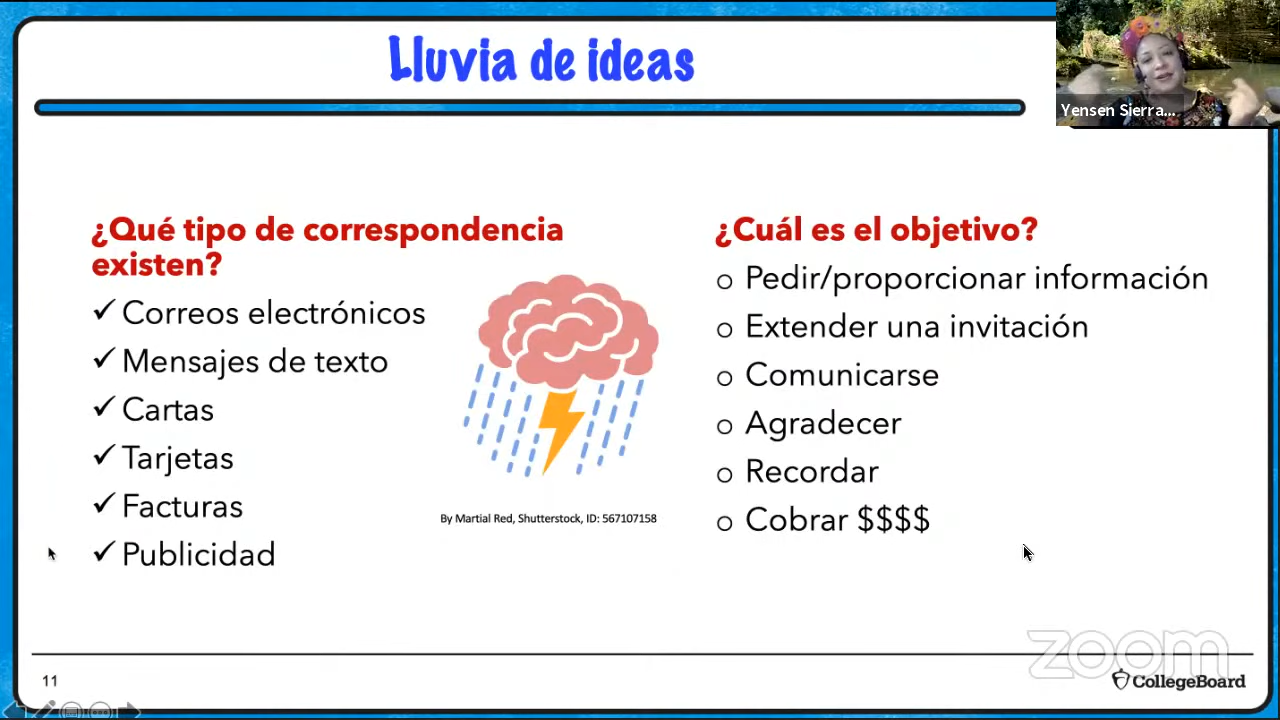 Lluvia de ideas
Yensen Sierra...
¿Qué tipo de correspondencia
existen?
✓ Correos electrónicos
✓ Mensajes de texto
✓ Cartas
✓ Tarjetas
✓ Facturas
✓ Publicidad
By Martial Red, Shutterstock, ID: 567107158
¿Cuál es el objetivo?
o Pedir/proporcionar información
o Extender una invitación
o Comunicarse
o Agradecer
o Recordar
o Cobrar $$$$
zoom
11
CollegeBoard